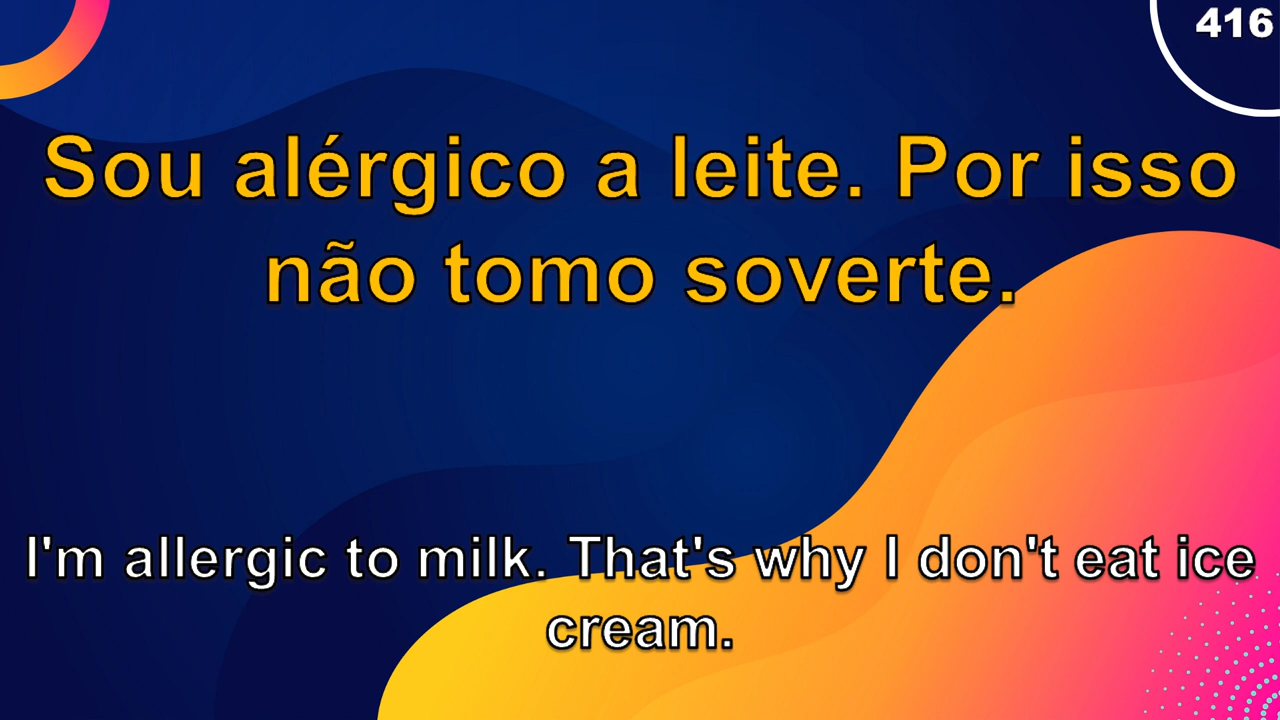 416
Sou alérgico a leite. Por isso
não tomo soverte.
I'm allergic to milk. That's why I don't eat ice
cream.